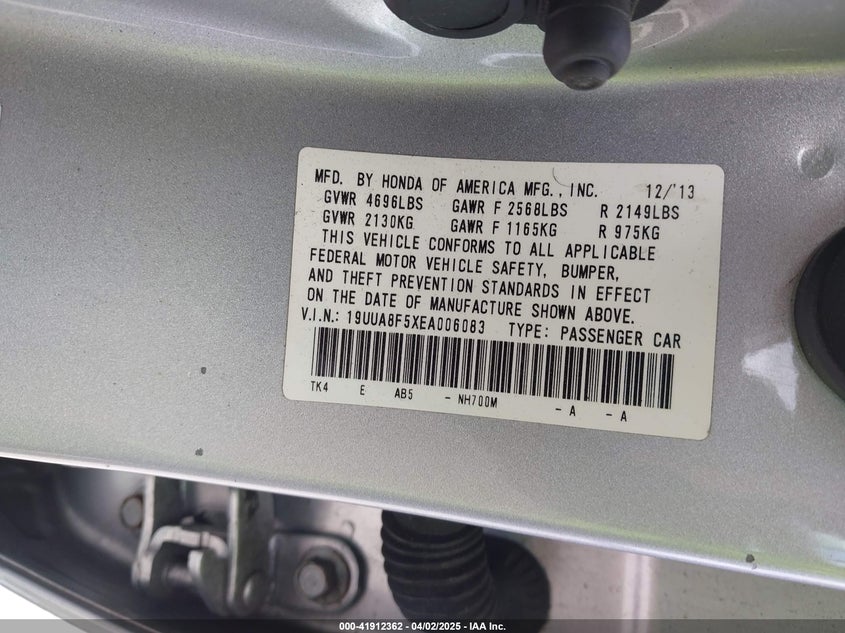 MFD. BY HONDA OF AMERICA MFG., INC. 12/'13
GVWR 4696LBS GAWR F 2568LBS R 2149LBS
GVWR 2130KG GAWR F 1165KG R 975KG
THIS VEHICLE CONFORMS TO ALL APPLICABLE
FEDERAL MOTOR VEHICLE SAFETY, BUMPER,
AND THEFT PREVENTION STANDARDS IN EFFECT
ON THE DATE OF MANUFACTURE SHOWN ABOVE.
V.I.N.: 19UUA8F5XEA006083 TYPE: PASSENGER CAR
TK4 E AB5 - NH700M - A - A
000-41912362 - 04/02/2025 - IAA Inc.